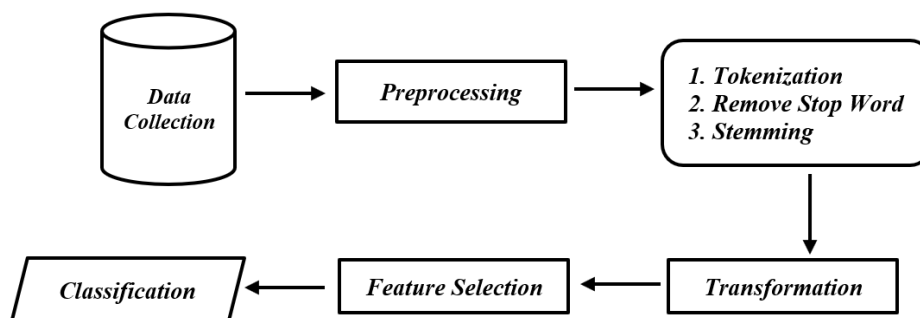 Data
Collection
Preprocessing
1. Tokenization
2. Remove Stop Word
3. Stemming
Transformation
Feature Selection
Classification